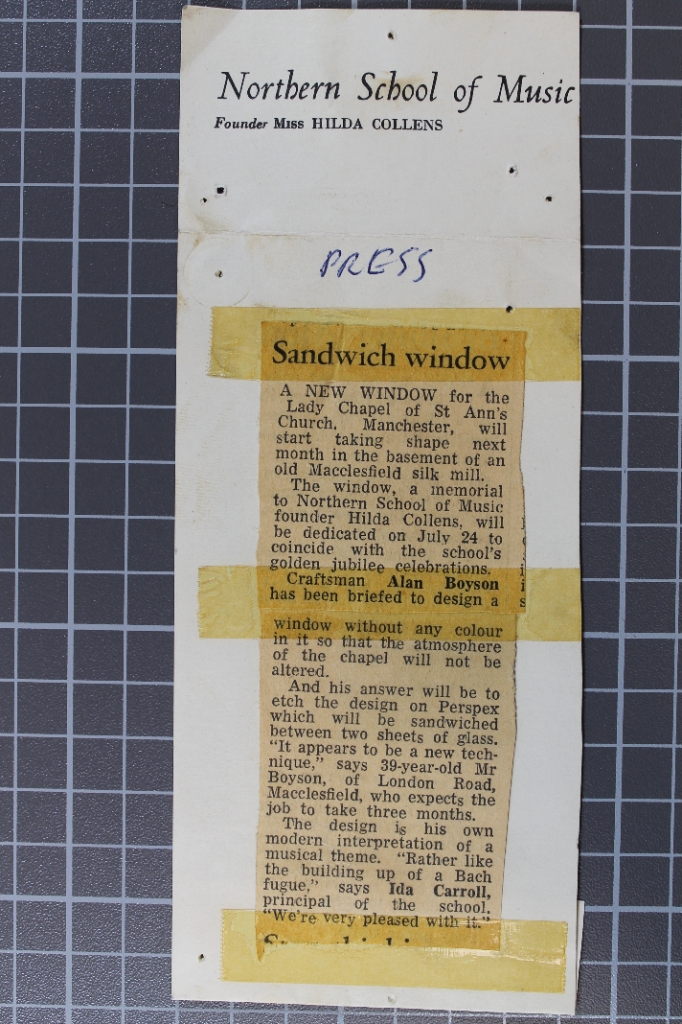 Northern School of Music
Founder Miss HILDA COLLENS
PRESS
Sandwich window
A NEW WINDOW for the
Lady Chapel of St Ann's
Church, Manchester, will
start taking shape next
month in the basement of an
old Macclesfield silk mill.
The window, a memorial
to Northern School of Music
founder Hilda Collens, will
be dedicated on July 24 to
coincide with the school's
golden jubilee celebrations.
Craftsman Alan Boyson
has been briefed to design a
window without any colour
in it so that the atmosphere
of the chapel will not be
altered.
And his answer will be to
etch the design on Perspex
which will be sandwiched
between two sheets of glass.
"It appears to be a new tech-
nique," says 39-year-old Mr
Boyson, of London Road,
Macclesfield, who expects the
job to take three months.
The design is his own
modern interpretation of a
musical theme. "Rather like
the building up of a Bach
fugue," says Ida Carroll,
principal of the school.
"We're very pleased with it."